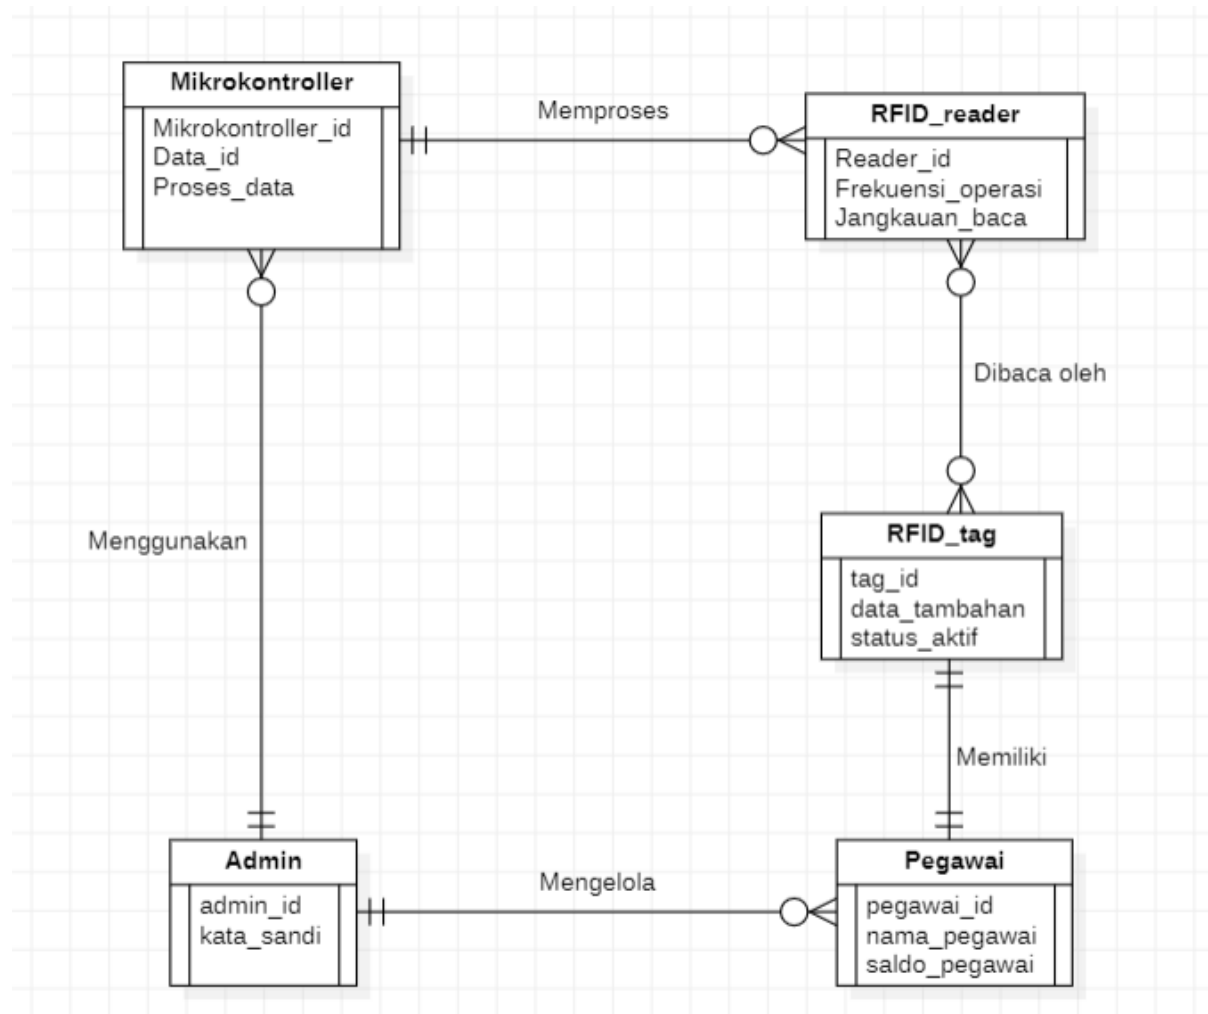 Mikrokontroller
Mikrokontroller_id
Data_id
Proses_data
Memproses
RFID_reader
Reader_id
Frekuensi_operasi
Jangkauan_baca
Dibaca oleh
Menggunakan
RFID_tag
tag_id
data_tambahan
status_aktif
Memiliki
Admin
admin_id
kata_sandi
Mengelola
Pegawai
pegawai_id
nama_pegawai
saldo_pegawai